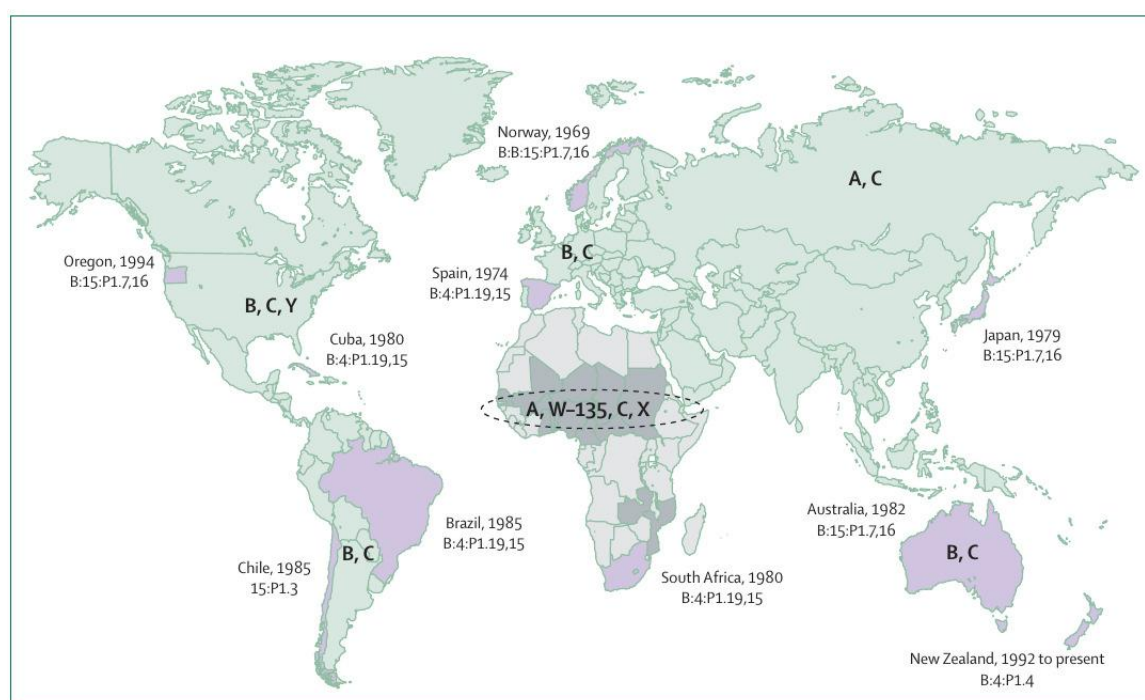 Norway, 1969
B:B:15:P1.7,16
A, C
B, C
Oregon, 1994
B:15:P1.7,16
Spain, 1974
B:4:P1.19,15
B, C, Y
Cuba, 1980
B:4:P1.19,15
Japan, 1979
B:15:P1.7,16
A, W–135, C, X
Brazil, 1985
B:4:P1.19,15
Australia, 1982
B:15:P1.7,16
B, C
B, C
Chile, 1985
15:P1.3
South Africa, 1980
B:4:P1.19,15
New Zealand, 1992 to present
B:4:P1.4